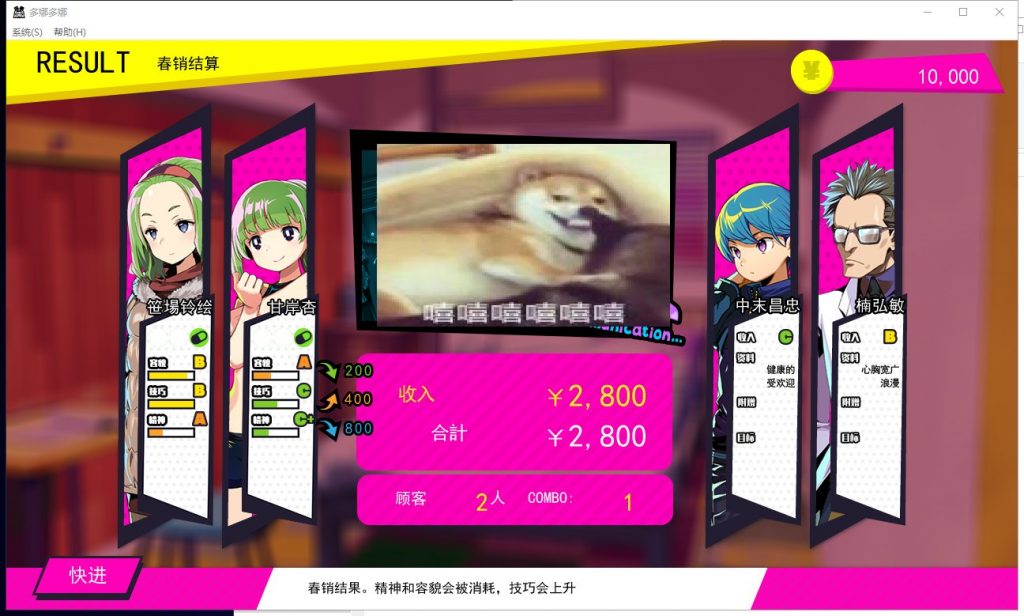 多娜多娜
系统(S) 帮助(H)
RESULT 春销结算
¥ 10,000
笹場铃绘
甘岸杏
中末昌忠
楠弘敏
嘻嘻嘻嘻嘻嘻
容貌 B
技巧 B
精神 A
容貌 A
技巧 C
精神 C+
200
400
800
收入 ¥2,800
合計 ¥2,800
顾客 2人 COMBO: 1
收入 C
资料
健康的
受欢迎
附赠
目标
收入 B
资料
心胸宽广
浪漫
附赠
目标
快进
春销结果。精神和容貌会被消耗，技巧会上升